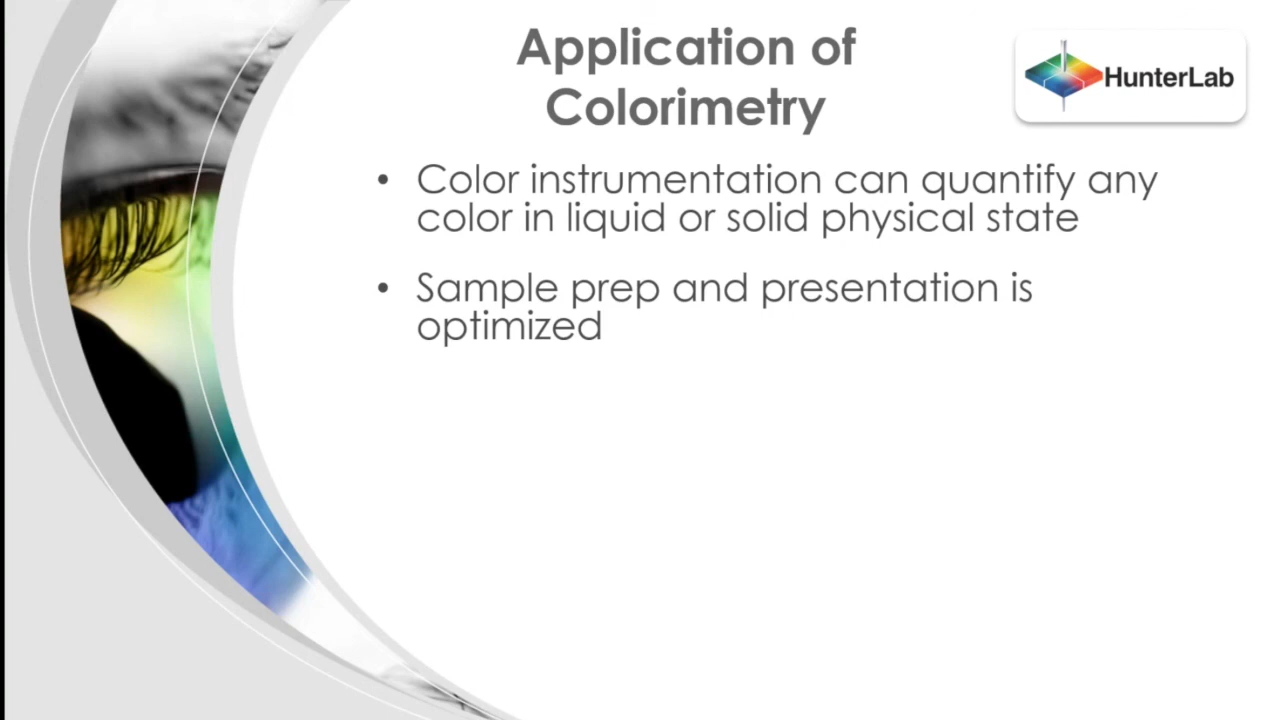 Application of
Colorimetry
HunterLab
• Color instrumentation can quantify any
color in liquid or solid physical state
• Sample prep and presentation is
optimized